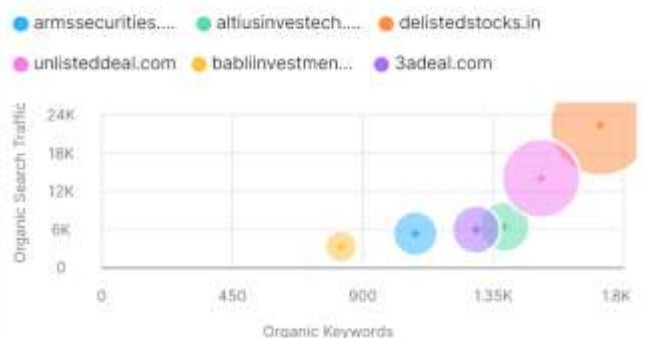 armssecurities.... altiusinvestech.... delistedstocks.in
unlisteddeal.com babliinvestmen... 3adeal.com
Organic Search Traffic
24K
18K
12K
6K
0
0 450 900 1.35K 1.8K
Organic Keywords